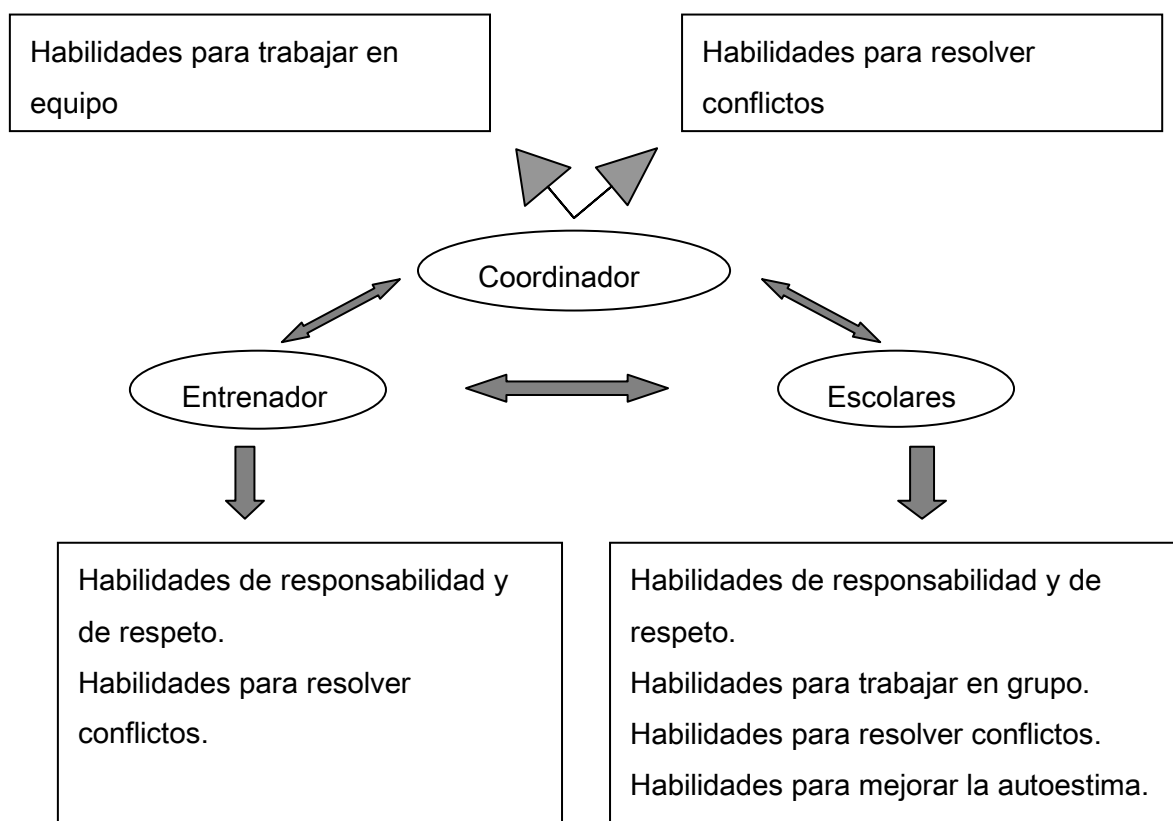 Habilidades para trabajar en
equipo
Habilidades para resolver
conflictos
Coordinador
Entrenador
Escolares
Habilidades de responsabilidad y
de respeto.
Habilidades para resolver
conflictos.
Habilidades de responsabilidad y de
respeto.
Habilidades para trabajar en grupo.
Habilidades para resolver conflictos.
Habilidades para mejorar la autoestima.